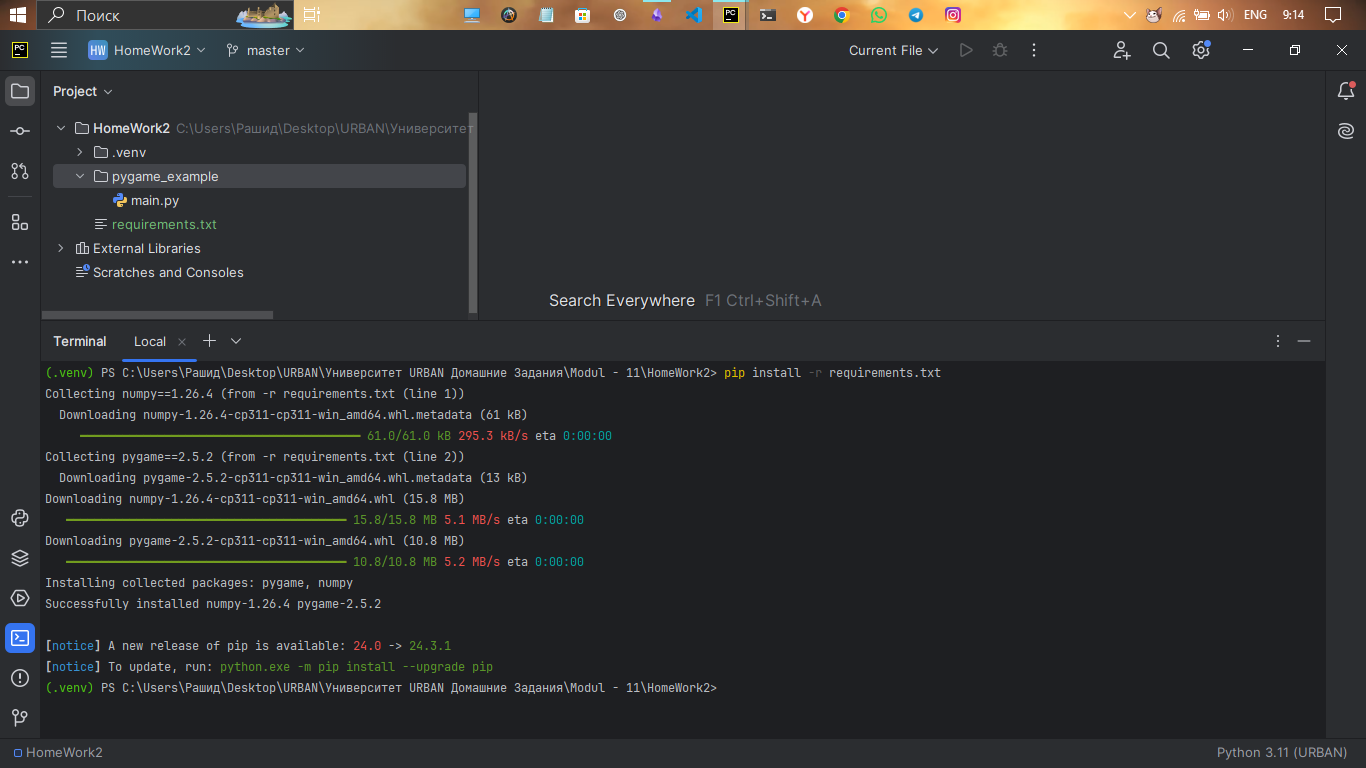 Поиск
ENG 9:14
PC
HW HomeWork2 master Current File
Project
HomeWork2 C:\Users\Рашид\Desktop\URBAN\Университет
.venv
pygame_example
main.py
requirements.txt
External Libraries
Scratches and Consoles
Search Everywhere F1 Ctrl+Shift+A
Terminal Local
(.venv) PS C:\Users\Рашид\Desktop\URBAN\Университет URBAN Домашние Задания\Modul - 11\HomeWork2> pip install -r requirements.txt
Collecting numpy==1.26.4 (from -r requirements.txt (line 1))
Downloading numpy-1.26.4-cp311-cp311-win_amd64.whl.metadata (61 kB)
61.0/61.0 kB 295.3 kB/s eta 0:00:00
Collecting pygame==2.5.2 (from -r requirements.txt (line 2))
Downloading pygame-2.5.2-cp311-cp311-win_amd64.whl.metadata (13 kB)
Downloading numpy-1.26.4-cp311-cp311-win_amd64.whl (15.8 MB)
15.8/15.8 MB 5.1 MB/s eta 0:00:00
Downloading pygame-2.5.2-cp311-cp311-win_amd64.whl (10.8 MB)
10.8/10.8 MB 5.2 MB/s eta 0:00:00
Installing collected packages: pygame, numpy
Successfully installed numpy-1.26.4 pygame-2.5.2
[notice] A new release of pip is available: 24.0 -> 24.3.1
[notice] To update, run: python.exe -m pip install --upgrade pip
(.venv) PS C:\Users\Рашид\Desktop\URBAN\Университет URBAN Домашние Задания\Modul - 11\HomeWork2>
HomeWork2 Python 3.11 (URBAN)